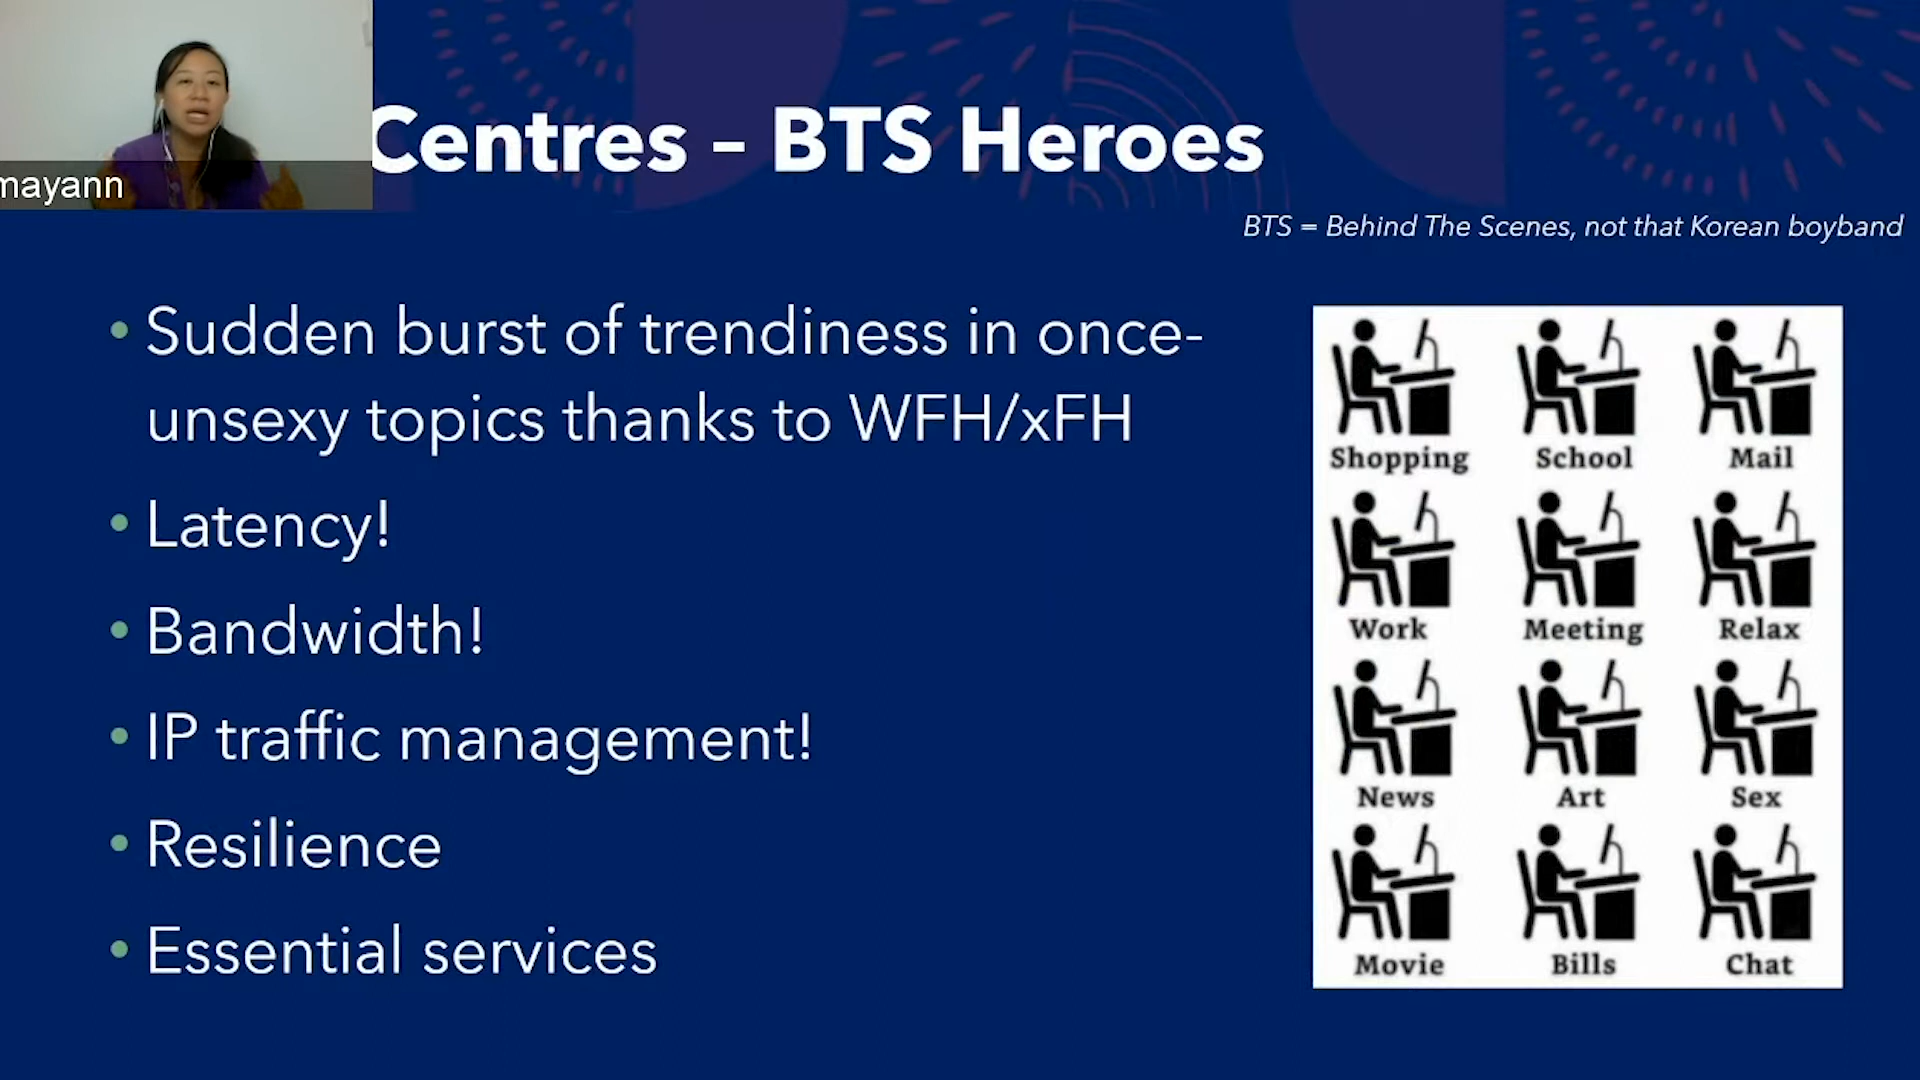 mayann
Centres – BTS Heroes
BTS = Behind The Scenes, not that Korean boyband
• Sudden burst of trendiness in once-
unsexy topics thanks to WFH/xFH
• Latency!
• Bandwidth!
• IP traffic management!
• Resilience
• Essential services
Shopping School Mail
Work Meeting Relax
News Art Sex
Movie Bills Chat